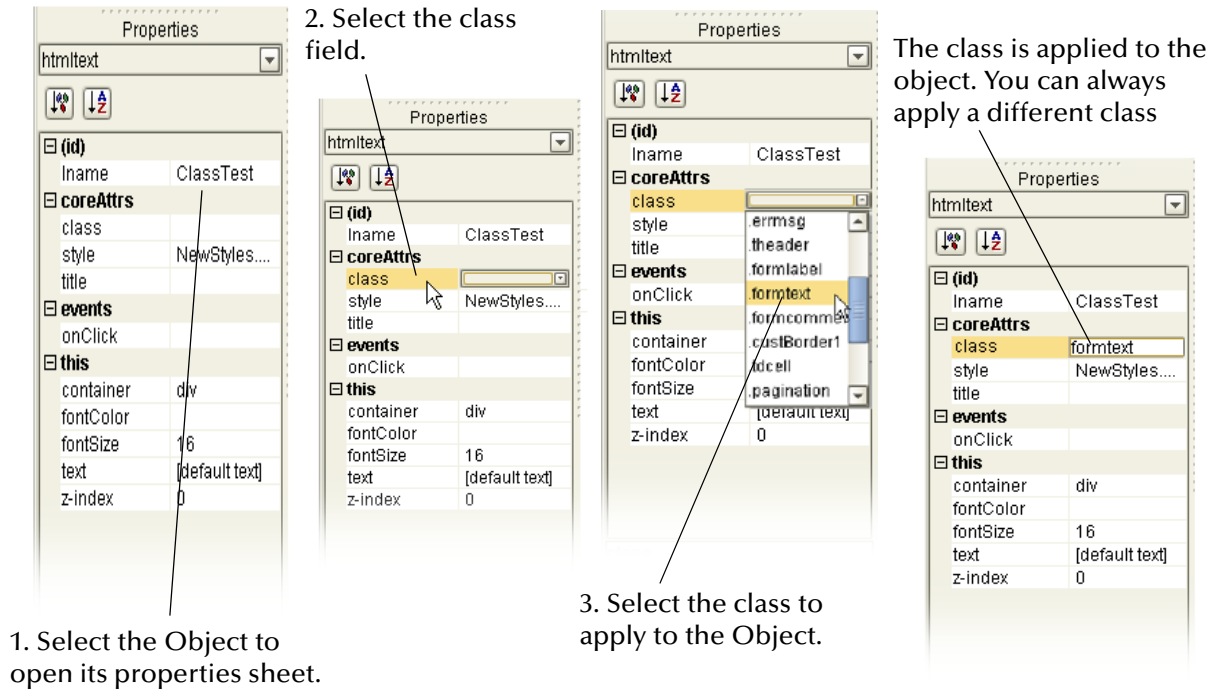 Properties
htmltext
(id)
lname ClassTest
coreAttrs
class
style NewStyles....
title
events
onClick
this
container div
fontColor
fontSize 16
text [default text]
z-index 0
1. Select the Object to
open its properties sheet.
2. Select the class
field.
Properties
htmltext
(id)
lname ClassTest
coreAttrs
class
style NewStyles....
title
events
onClick
this
container div
fontColor
fontSize 16
text [default text]
z-index 0
Properties
htmltext
(id)
lname ClassTest
coreAttrs
class
style
title
events
onClick
this
container
fontColor
fontSize
text [default text]
z-index 0
.errmsg
.theader
.formlabel
.formtext
.formcomme
.custBorder1
.tdcell
.pagination
3. Select the class to
apply to the Object.
The class is applied to the
object. You can always
apply a different class
Properties
htmltext
(id)
lname ClassTest
coreAttrs
class formtext
style NewStyles....
title
events
onClick
this
container div
fontColor
fontSize 16
text [default text]
z-index 0